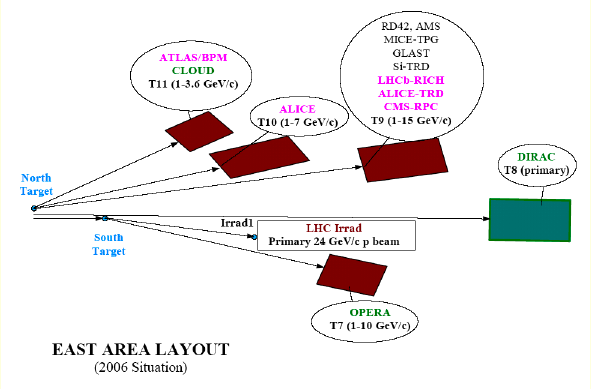 RD42, AMS
MICE-TPG
GLAST
Si-TRD
LHCb-RICH
ALICE-TRD
CMS-RPC
T9 (1-15 GeV/c)
ATLAS/BPM
CLOUD
T11 (1-3.6 GeV/c)
ALICE
T10 (1-7 GeV/c)
DIRAC
T8 (primary)
North
Target
South
Target
Irrad1
LHC Irrad
Primary 24 GeV/c p beam
OPERA
T7 (1-10 GeV/c)
EAST AREA LAYOUT
(2006 Situation)